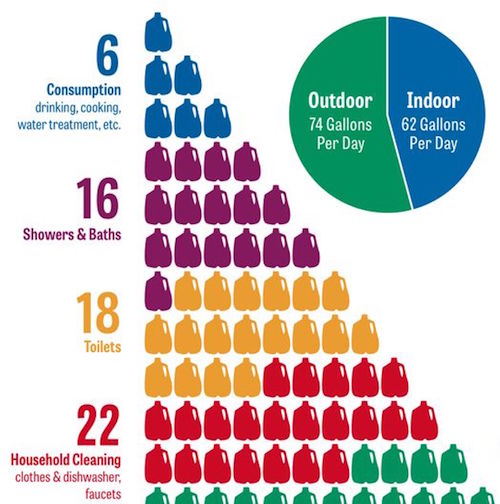 6
Consumption
drinking, cooking,
water treatment, etc.
16
Showers & Baths
18
Toilets
22
Household Cleaning
clothes & dishwasher,
faucets
Outdoor
74 Gallons
Per Day
Indoor
62 Gallons
Per Day